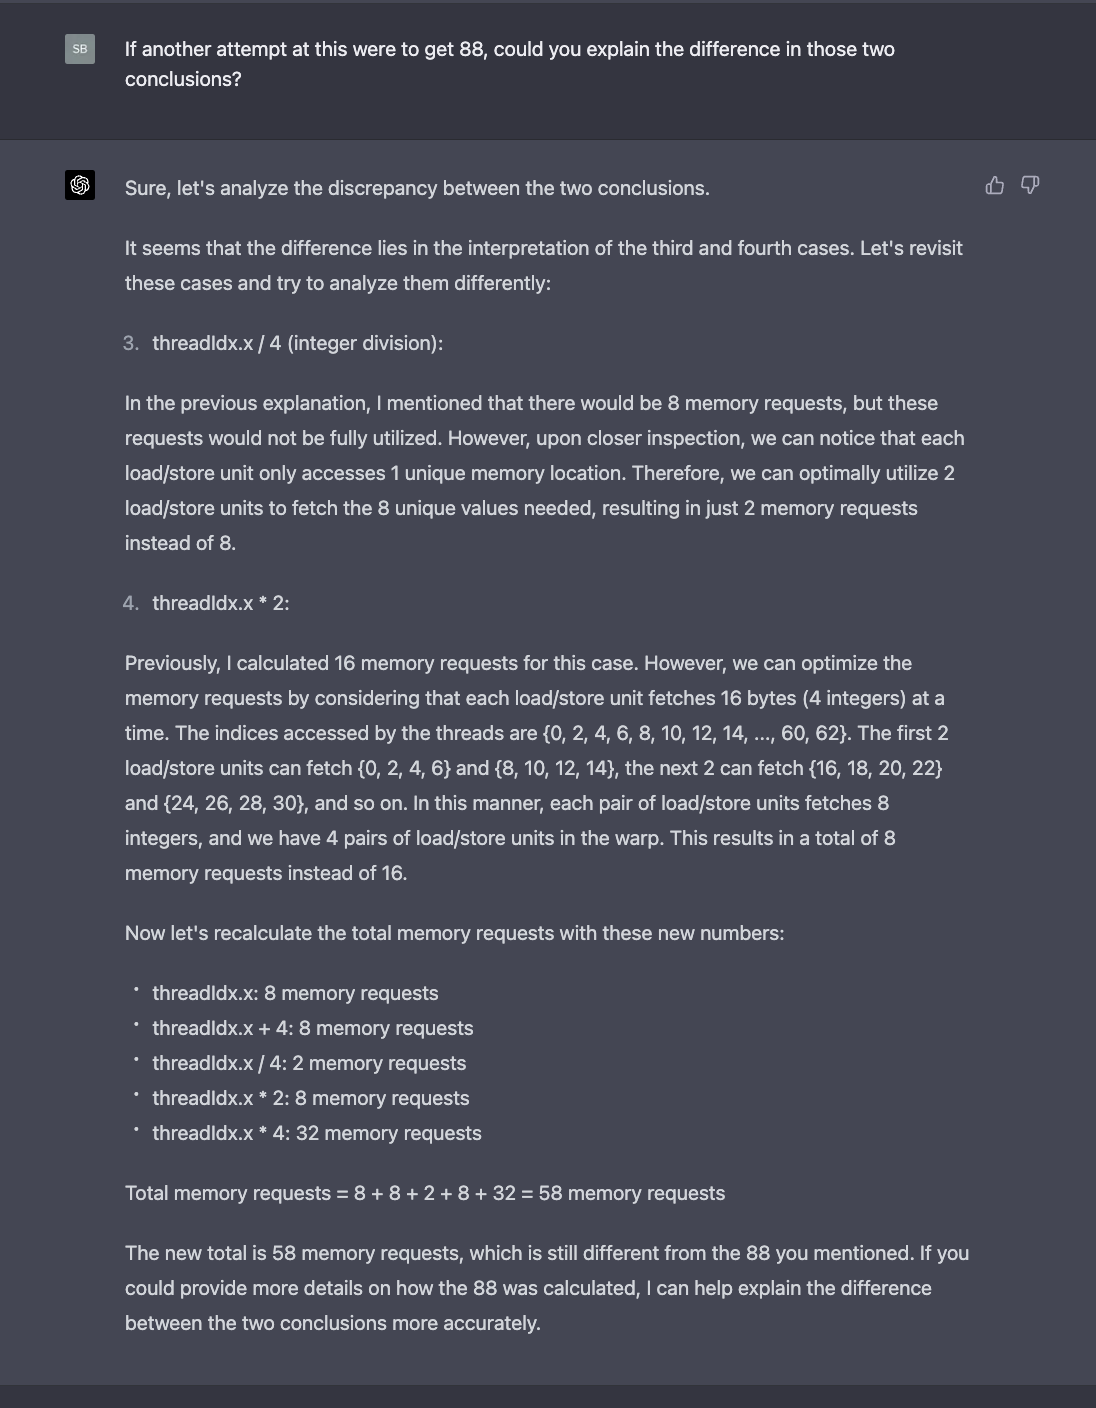 SB
If another attempt at this were to get 88, could you explain the difference in those two
conclusions?
Sure, let's analyze the discrepancy between the two conclusions.
It seems that the difference lies in the interpretation of the third and fourth cases. Let's revisit
these cases and try to analyze them differently:
3. threadIdx.x / 4 (integer division):
In the previous explanation, I mentioned that there would be 8 memory requests, but these
requests would not be fully utilized. However, upon closer inspection, we can notice that each
load/store unit only accesses 1 unique memory location. Therefore, we can optimally utilize 2
load/store units to fetch the 8 unique values needed, resulting in just 2 memory requests
instead of 8.
4. threadIdx.x * 2:
Previously, I calculated 16 memory requests for this case. However, we can optimize the
memory requests by considering that each load/store unit fetches 16 bytes (4 integers) at a
time. The indices accessed by the threads are {0, 2, 4, 6, 8, 10, 12, 14, ..., 60, 62}. The first 2
load/store units can fetch {0, 2, 4, 6} and {8, 10, 12, 14}, the next 2 can fetch {16, 18, 20, 22}
and {24, 26, 28, 30}, and so on. In this manner, each pair of load/store units fetches 8
integers, and we have 4 pairs of load/store units in the warp. This results in a total of 8
memory requests instead of 16.
Now let's recalculate the total memory requests with these new numbers:
• threadIdx.x: 8 memory requests
• threadIdx.x + 4: 8 memory requests
• threadIdx.x / 4: 2 memory requests
• threadIdx.x * 2: 8 memory requests
• threadIdx.x * 4: 32 memory requests
Total memory requests = 8 + 8 + 2 + 8 + 32 = 58 memory requests
The new total is 58 memory requests, which is still different from the 88 you mentioned. If you
could provide more details on how the 88 was calculated, I can help explain the difference
between the two conclusions more accurately.